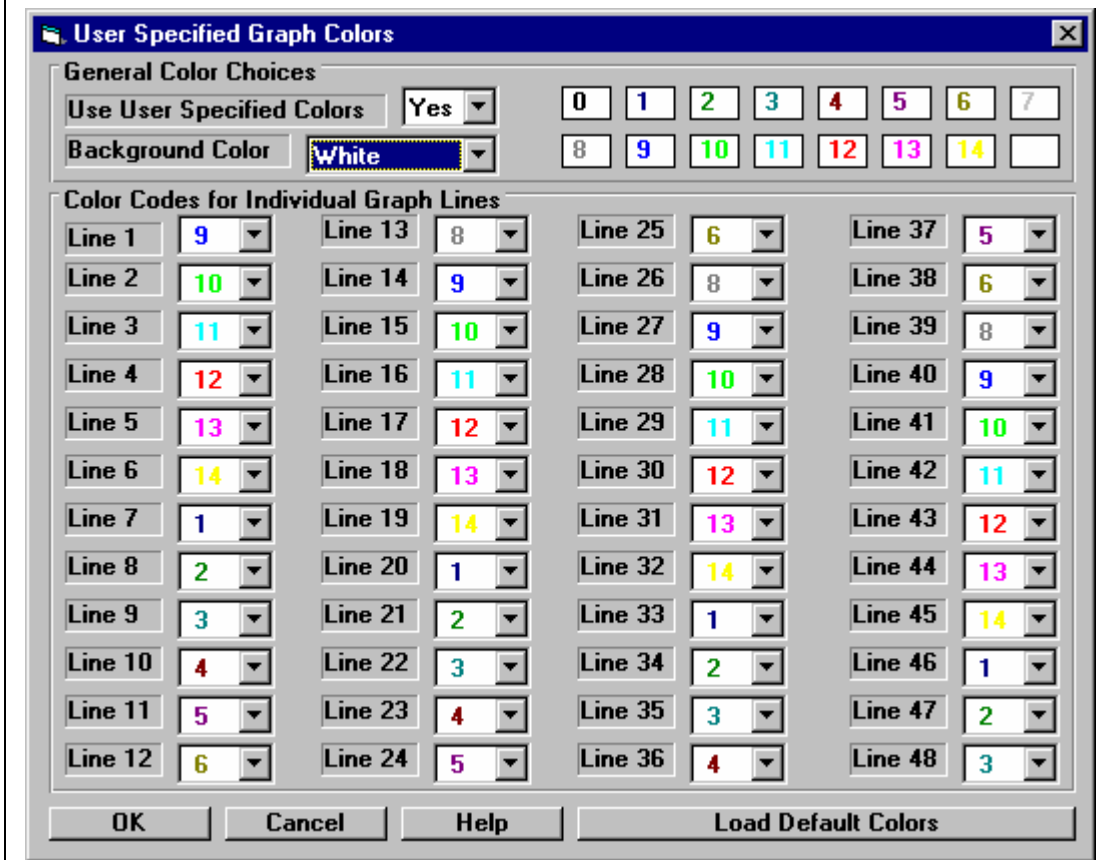 User Specified Graph Colors
General Color Choices
Use User Specified Colors Yes 0 1 2 3 4 5 6 7
Background Color White 8 9 10 11 12 13 14
Color Codes for Individual Graph Lines
Line 1 9 Line 13 8 Line 25 6 Line 37 5
Line 2 10 Line 14 9 Line 26 8 Line 38 6
Line 3 11 Line 15 10 Line 27 9 Line 39 8
Line 4 12 Line 16 11 Line 28 10 Line 40 9
Line 5 13 Line 17 12 Line 29 11 Line 41 10
Line 6 14 Line 18 13 Line 30 12 Line 42 11
Line 7 1 Line 19 14 Line 31 13 Line 43 12
Line 8 2 Line 20 1 Line 32 14 Line 44 13
Line 9 3 Line 21 2 Line 33 1 Line 45 14
Line 10 4 Line 22 3 Line 34 2 Line 46 1
Line 11 5 Line 23 4 Line 35 3 Line 47 2
Line 12 6 Line 24 5 Line 36 4 Line 48 3
OK Cancel Help Load Default Colors